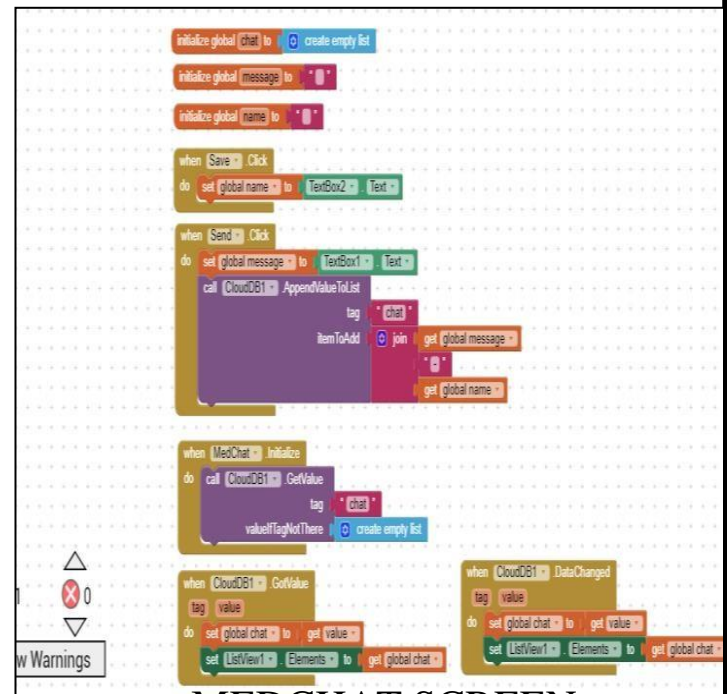 initialize global chat to create empty list
initialize global message to " "
initialize global name to " "
when Save .Click
do set global name to TextBox2 . Text
when Send .Click
do set global message to TextBox1 . Text
call CloudDB1 .AppendValueToList
tag "chat"
itemToAdd join get global message
"-"
get global name
when MedChat .Initialize
do call CloudDB1 .GetValue
tag "chat"
valueIfTagNotThere create empty list
when CloudDB1 .GotValue
tag value
do set global chat to get value
set ListView1 . Elements to get global chat
when CloudDB1 .DataChanged
tag value
do set global chat to get value
set ListView1 . Elements to get global chat
1 0
w Warnings